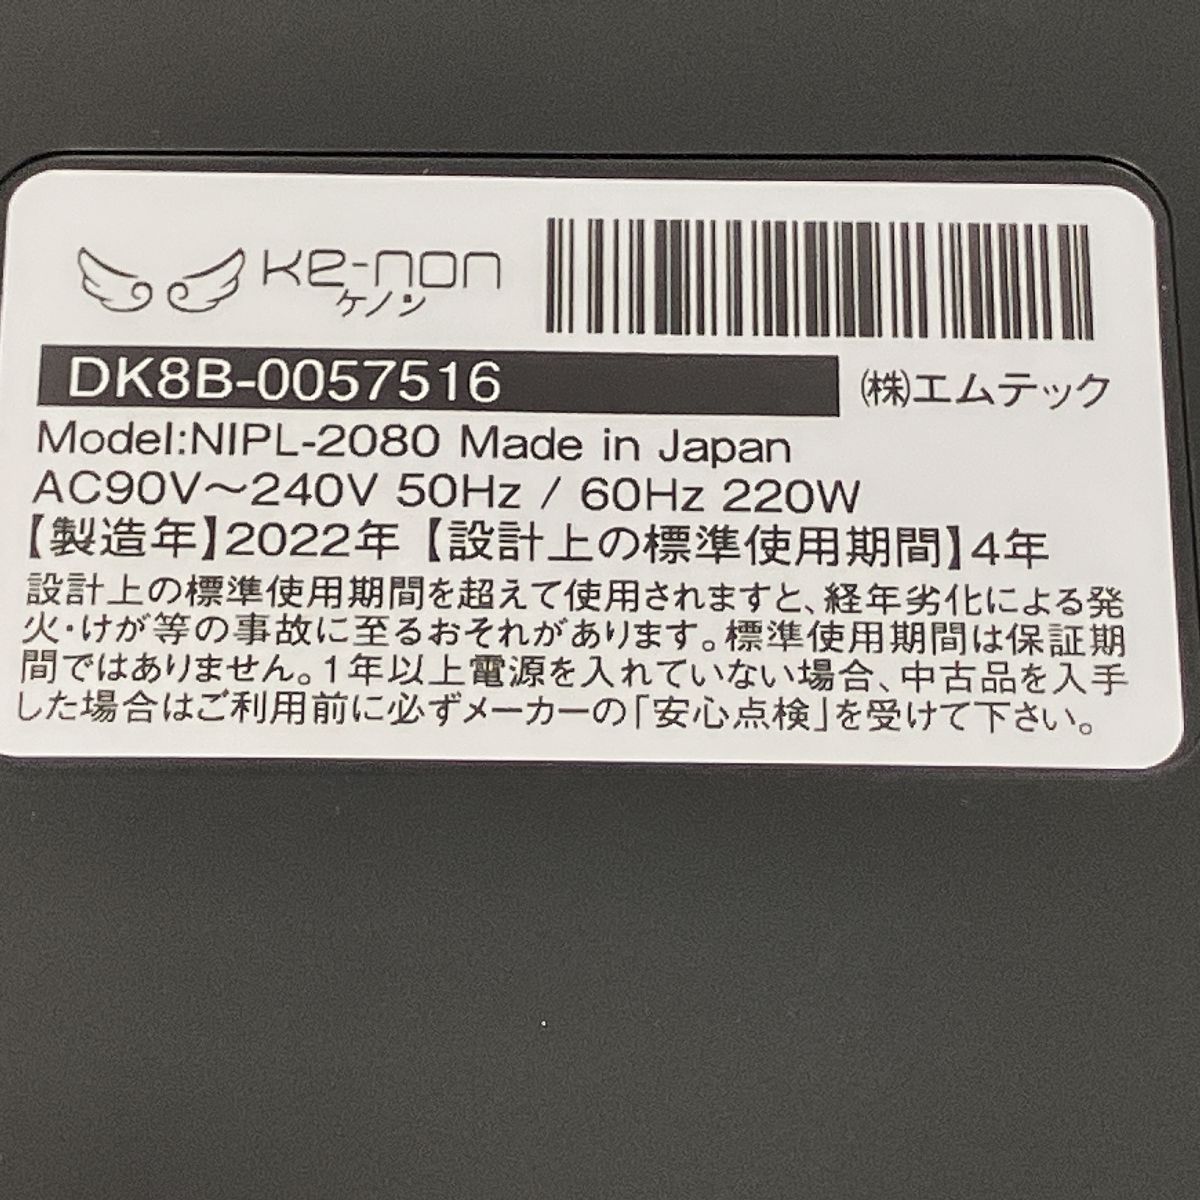 ke-non
ケノン
DK8B-0057516
㈱エムテック
Model:NIPL-2080 Made in Japan
AC90V～240V 50Hz / 60Hz 220W
【製造年】2022年【設計上の標準使用期間】4年
設計上の標準使用期間を超えて使用されますと、経年劣化による発
火・けが等の事故に至るおそれがあります。標準使用期間は保証期
間ではありません。1年以上電源を入れていない場合、中古品を入手
した場合はご利用前に必ずメーカーの「安心点検」を受けて下さい。